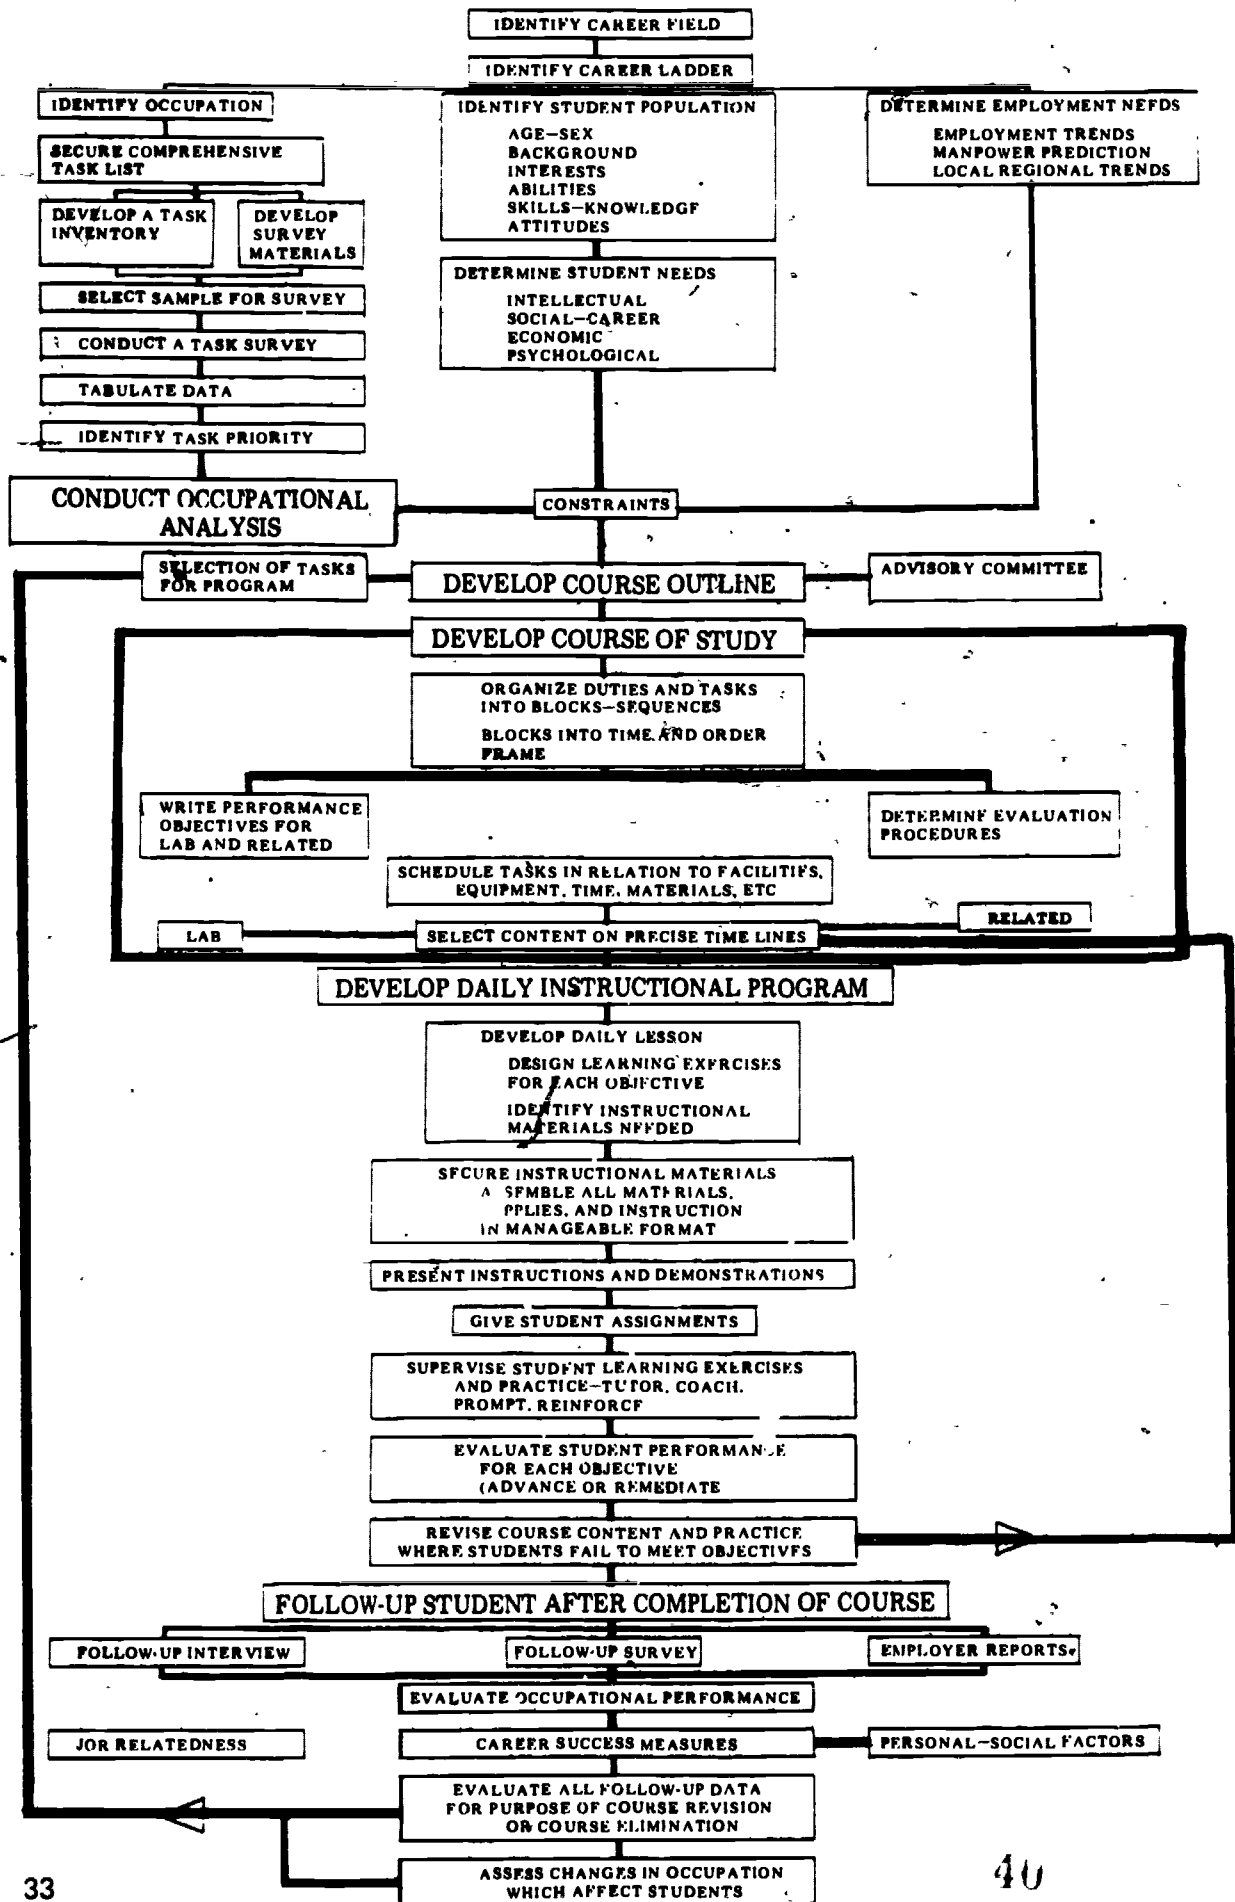 IDENTIFY CAREER FIELD
IDENTIFY CAREER LADDER
IDENTIFY OCCUPATION
SECURE COMPREHENSIVE
TASK LIST
DEVELOP A TASK
INVENTORY
DEVELOP
SURVEY
MATERIALS
SELECT SAMPLE FOR SURVEY
CONDUCT A TASK SURVEY
TABULATE DATA
IDENTIFY TASK PRIORITY
CONDUCT OCCUPATIONAL
ANALYSIS
IDENTIFY STUDENT POPULATION
AGE-SEX
BACKGROUND
INTERESTS
ABILITIES
SKILLS-KNOWLEDGE
ATTITUDES
DETERMINE STUDENT NEEDS
INTELLECTUAL
SOCIAL-CAREER
ECONOMIC
PSYCHOLOGICAL
DETERMINE EMPLOYMENT NEEDS
EMPLOYMENT TRENDS
MANPOWER PREDICTION
LOCAL REGIONAL TRENDS
CONSTRAINTS
SELECTION OF TASKS
FOR PROGRAM
DEVELOP COURSE OUTLINE
ADVISORY COMMITTEE
DEVELOP COURSE OF STUDY
ORGANIZE DUTIES AND TASKS
INTO BLOCKS-SEQUENCES
BLOCKS INTO TIME AND ORDER
FRAME
WRITE PERFORMANCE
OBJECTIVES FOR
LAB AND RELATED
DETERMINE EVALUATION
PROCEDURES
SCHEDULE TASKS IN RELATION TO FACILITIES,
EQUIPMENT, TIME, MATERIALS, ETC
LAB
SELECT CONTENT ON PRECISE TIME LINES
RELATED
DEVELOP DAILY INSTRUCTIONAL PROGRAM
DEVELOP DAILY LESSON
DESIGN LEARNING EXERCISES
FOR EACH OBJECTIVE
IDENTIFY INSTRUCTIONAL
MATERIALS NEEDED
SECURE INSTRUCTIONAL MATERIALS
A SEMBLE ALL MATERIALS,
PPLIES, AND INSTRUCTION
IN MANAGEABLE FORMAT
PRESENT INSTRUCTIONS AND DEMONSTRATIONS
GIVE STUDENT ASSIGNMENTS
SUPERVISE STUDENT LEARNING EXERCISES
AND PRACTICE-TUTOR, COACH,
PROMPT, REINFORCE
EVALUATE STUDENT PERFORMANCE
FOR EACH OBJECTIVE
(ADVANCE OR REMEDIATE
REVISE COURSE CONTENT AND PRACTICE
WHERE STUDENTS FAIL TO MEET OBJECTIVES
FOLLOW-UP STUDENT AFTER COMPLETION OF COURSE
FOLLOW-UP INTERVIEW
FOLLOW-UP SURVEY
EMPLOYER REPORTS
EVALUATE OCCUPATIONAL PERFORMANCE
JOB RELATEDNESS
CAREER SUCCESS MEASURES
PERSONAL-SOCIAL FACTORS
EVALUATE ALL FOLLOW-UP DATA
FOR PURPOSE OF COURSE REVISION
OR COURSE ELIMINATION
ASSESS CHANGES IN OCCUPATION
WHICH AFFECT STUDENTS
33
40